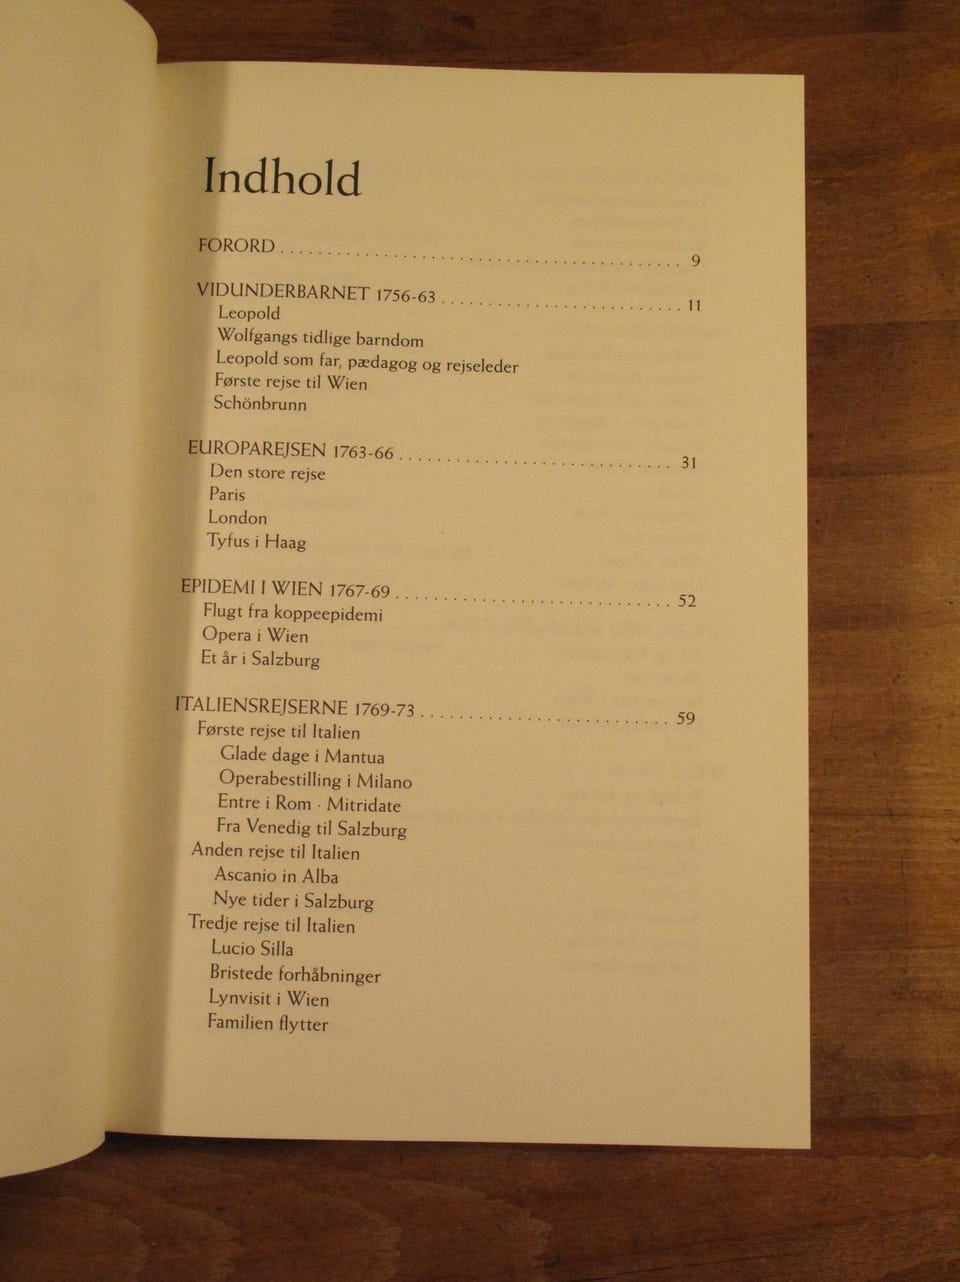 Indhold
FORORD . . . . . . . . . . . . . . . . . . . . . . . . . . . . . . . . . . . . . . . . 9
VIDUNDERBARNET 1756-63 . . . . . . . . . . . . . . . . . . . . . . . . 11
Leopold
Wolfgangs tidlige barndom
Leopold som far, pædagog og rejseleder
Første rejse til Wien
Schönbrunn
EUROPAREJSEN 1763-66 . . . . . . . . . . . . . . . . . . . . . . . . . . . 31
Den store rejse
Paris
London
Tyfus i Haag
EPIDEMI I WIEN 1767-69 . . . . . . . . . . . . . . . . . . . . . . . . . . . 52
Flugt fra koppeepidemi
Opera i Wien
Et år i Salzburg
ITALIENSREJSERNE 1769-73 . . . . . . . . . . . . . . . . . . . . . . . . . 59
Første rejse til Italien
Glade dage i Mantua
Operabestilling i Milano
Entre i Rom · Mitridate
Fra Venedig til Salzburg
Anden rejse til Italien
Ascanio in Alba
Nye tider i Salzburg
Tredje rejse til Italien
Lucio Silla
Bristede forhåbninger
Lynvisit i Wien
Familien flytter